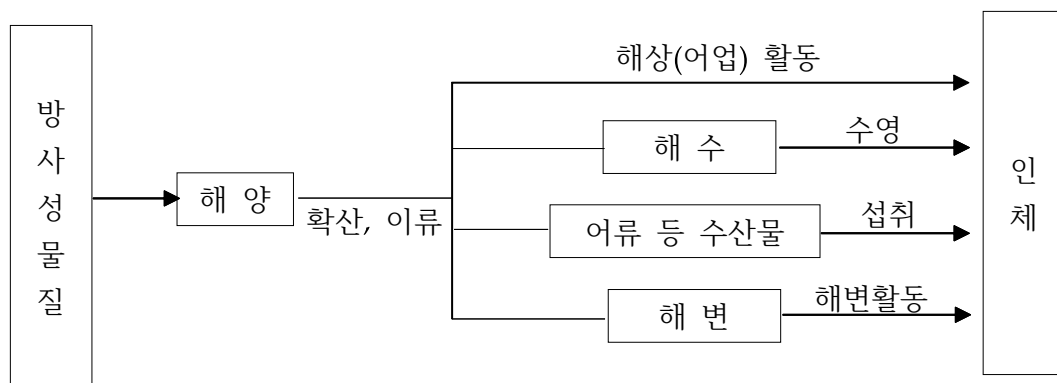 방사성물질
해 양
확산, 이류
해상(어업) 활동
해 수
수영
어류 등 수산물
섭취
해 변
해변활동
인체